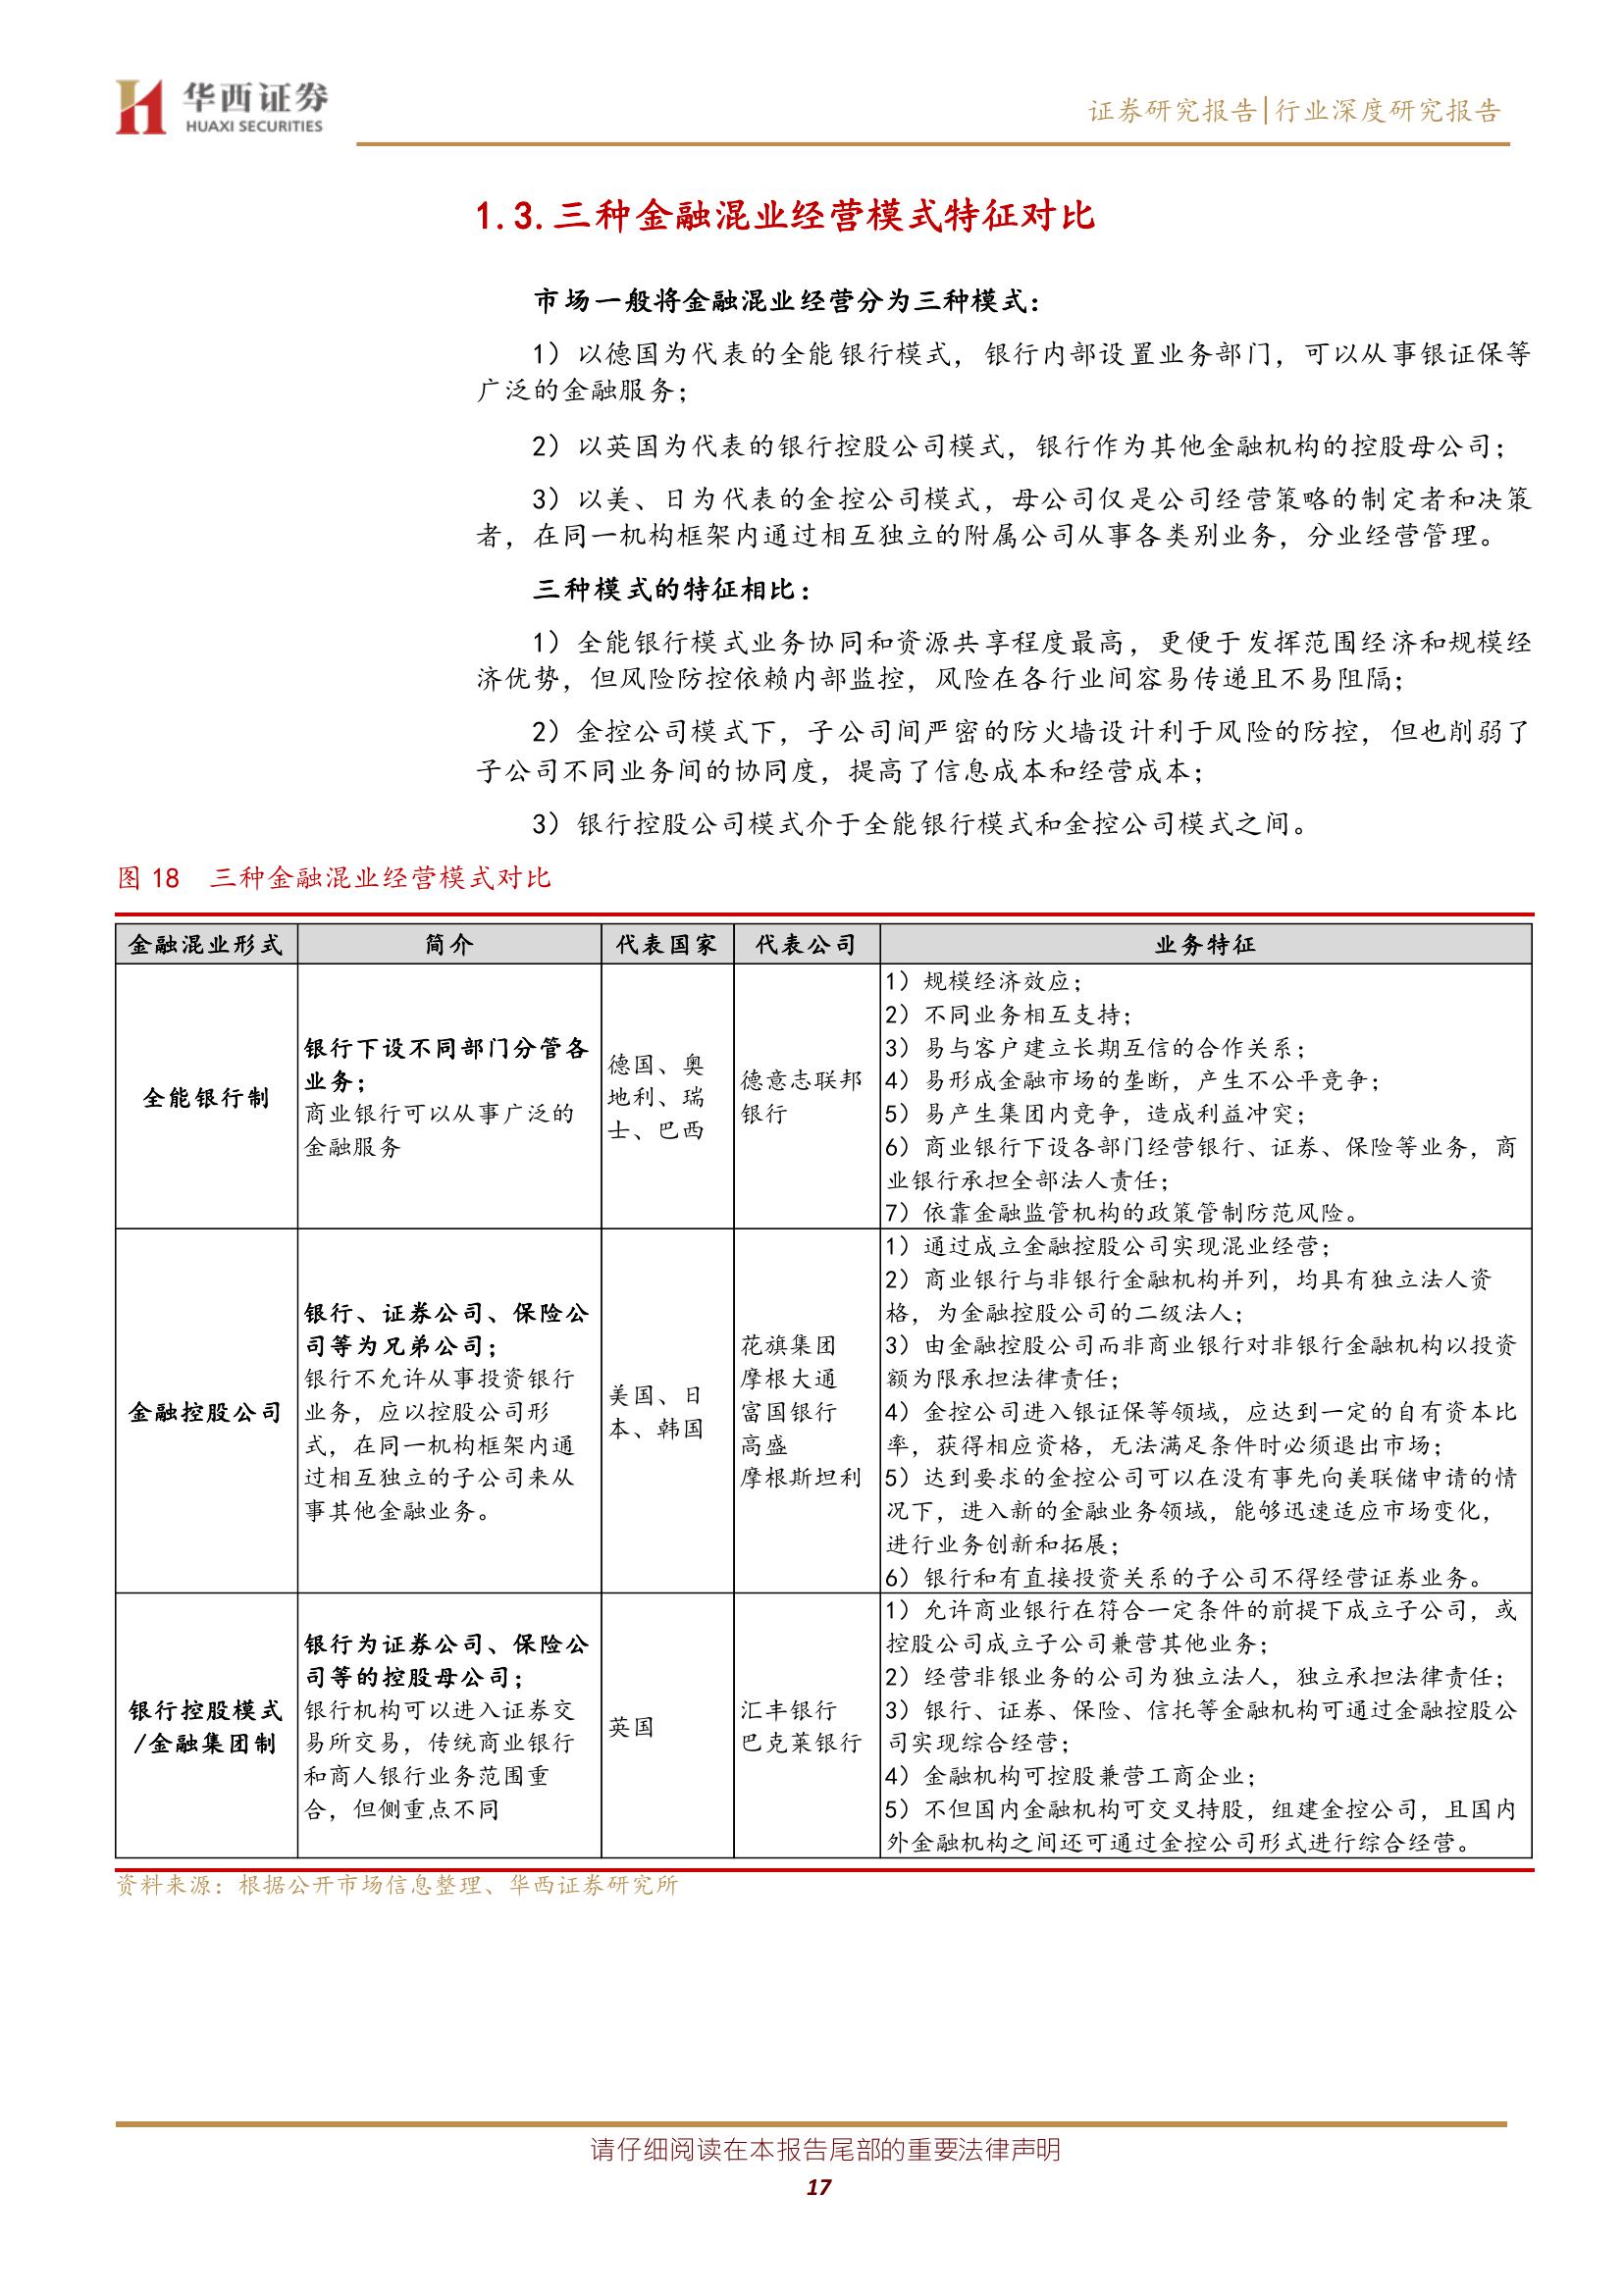 华西证券
HUAXI SECURITIES
证券研究报告|行业深度研究报告
1.3.三种金融混业经营模式特征对比
市场一般将金融混业经营分为三种模式：
1）以德国为代表的全能银行模式，银行内部设置业务部门，可以从事银证保等
广泛的金融服务；
2）以英国为代表的银行控股公司模式，银行作为其他金融机构的控股母公司；
3）以美、日为代表的金控公司模式，母公司仅是公司经营策略的制定者和决策
者，在同一机构框架内通过相互独立的附属公司从事各类别业务，分业经营管理。
三种模式的特征相比：
1）全能银行模式业务协同和资源共享程度最高，更便于发挥范围经济和规模经
济优势，但风险防控依赖内部监控，风险在各行业间容易传递且不易阻隔；
2）金控公司模式下，子公司间严密的防火墙设计利于风险的防控，但也削弱了
子公司不同业务间的协同度，提高了信息成本和经营成本；
3）银行控股公司模式介于全能银行模式和金控公司模式之间。
图 18 三种金融混业经营模式对比
金融混业形式 简介 代表国家 代表公司 业务特征
全能银行制
银行下设不同部门分管各
业务；
商业银行可以从事广泛的
金融服务
德国、奥
地利、瑞
士、巴西
德意志联邦
银行
1）规模经济效应；
2）不同业务相互支持；
3）易与客户建立长期互信的合作关系；
4）易形成金融市场的垄断，产生不公平竞争；
5）易产生集团内竞争，造成利益冲突；
6）商业银行下设各部门经营银行、证券、保险等业务，商
业银行承担全部法人责任；
7）依靠金融监管机构的政策管制防范风险。
金融控股公司
银行、证券公司、保险公
司等为兄弟公司；
银行不允许从事投资银行
业务，应以控股公司形
式，在同一机构框架内通
过相互独立的子公司来从
事其他金融业务。
美国、日
本、韩国
花旗集团
摩根大通
富国银行
高盛
摩根斯坦利
1）通过成立金融控股公司实现混业经营；
2）商业银行与非银行金融机构并列，均具有独立法人资
格，为金融控股公司的二级法人；
3）由金融控股公司而非商业银行对非银行金融机构以投资
额为限承担法律责任；
4）金控公司进入银证保等领域，应达到一定的自有资本比
率，获得相应资格，无法满足条件时必须退出市场；
5）达到要求的金控公司可以在没有事先向美联储申请的情
况下，进入新的金融业务领域，能够迅速适应市场变化，
进行业务创新和拓展；
6）银行和有直接投资关系的子公司不得经营证券业务。
银行控股模式
/金融集团制
银行为证券公司、保险公
司等的控股母公司；
银行机构可以进入证券交
易所交易，传统商业银行
和商人银行业务范围重
合，但侧重点不同
英国
汇丰银行
巴克莱银行
1）允许商业银行在符合一定条件的前提下成立子公司，或
控股公司成立子公司兼营其他业务；
2）经营非银业务的公司为独立法人，独立承担法律责任；
3）银行、证券、保险、信托等金融机构可通过金融控股公
司实现综合经营；
4）金融机构可控股兼营工商企业；
5）不但国内金融机构可交叉持股，组建金控公司，且国内
外金融机构之间还可通过金控公司形式进行综合经营。
资料来源：根据公开市场信息整理、华西证券研究所
请仔细阅读在本报告尾部的重要法律声明
17